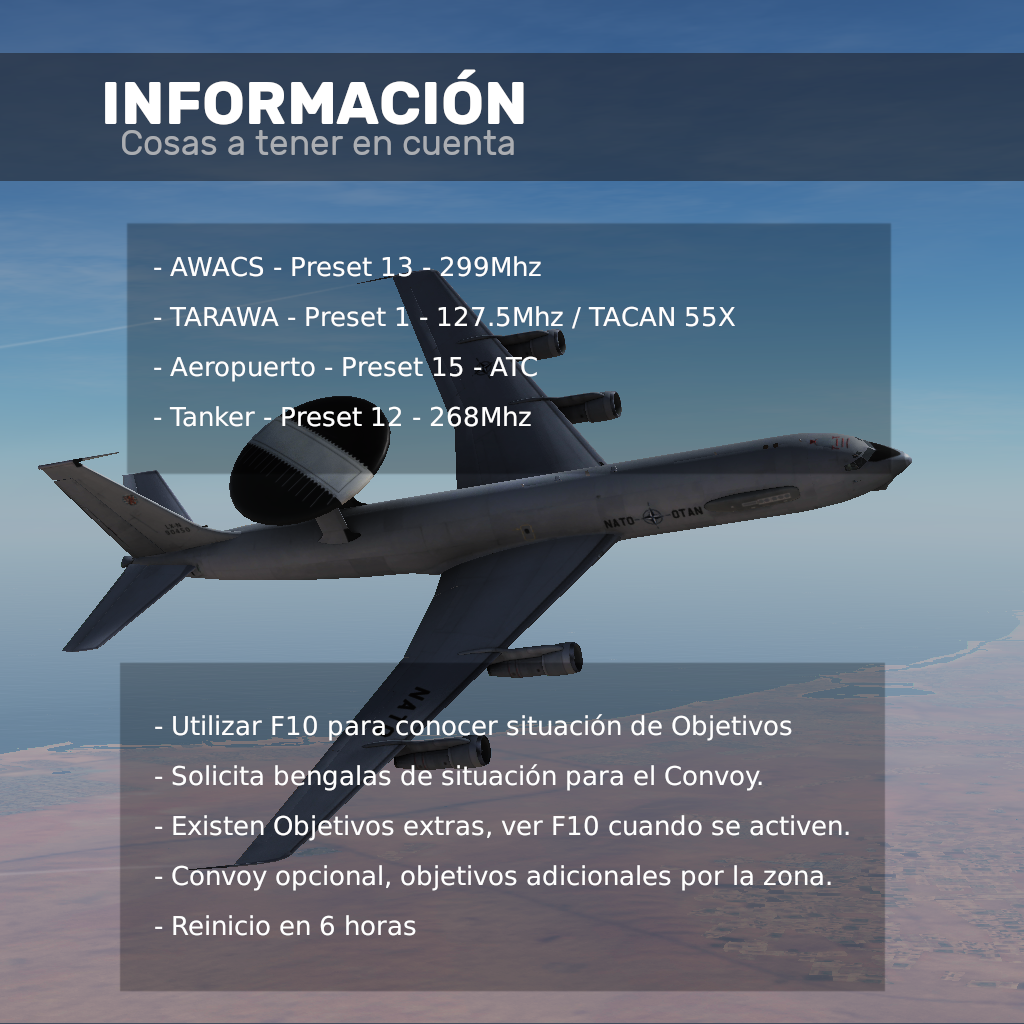 INFORMACIÓN
Cosas a tener en cuenta
- AWACS - Preset 13 - 299Mhz
- TARAWA - Preset 1 - 127.5Mhz / TACAN 55X
- Aeropuerto - Preset 15 - ATC
- Tanker - Preset 12 - 268Mhz
NATO OTAN
NATO
- Utilizar F10 para conocer situación de Objetivos
- Solicita bengalas de situación para el Convoy.
- Existen Objetivos extras, ver F10 cuando se activen.
- Convoy opcional, objetivos adicionales por la zona.
- Reinicio en 6 horas